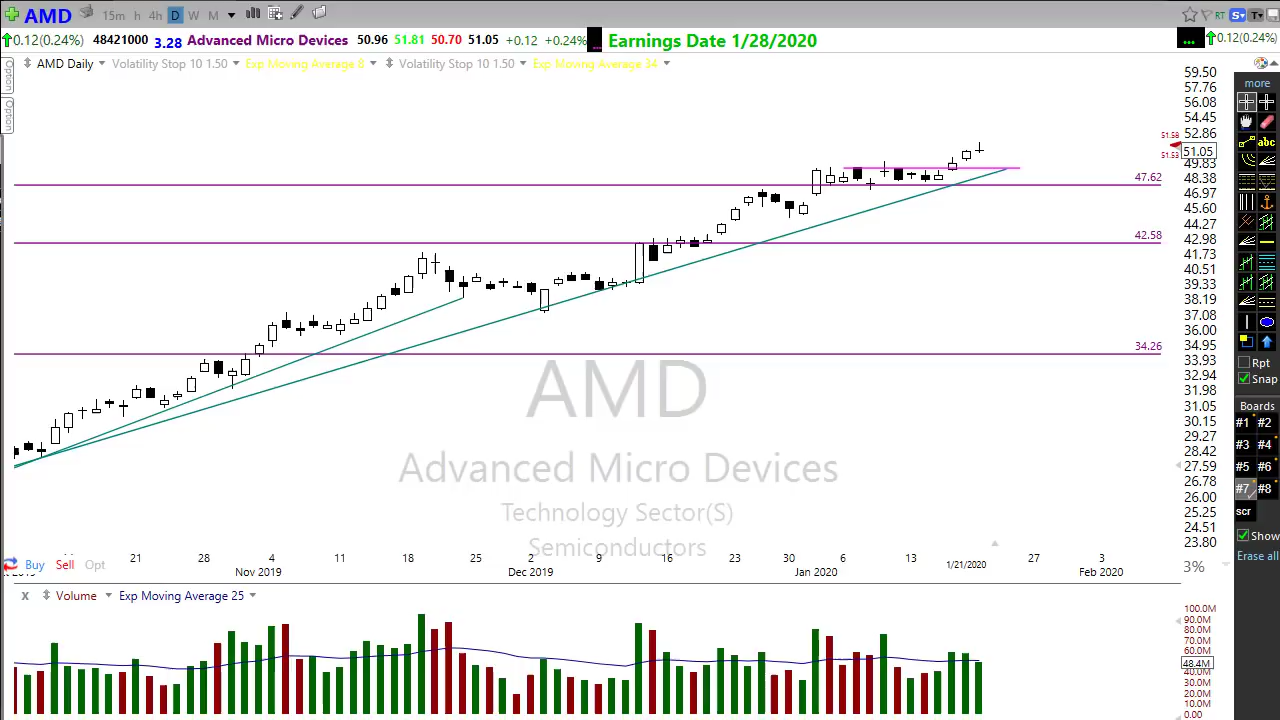 AMD 15m h 4h D W M RT S T
0.12(0.24%) 48421000 3.28 Advanced Micro Devices 50.96 51.81 50.70 51.05 +0.12 +0.24% Earnings Date 1/28/2020 ... 0.12(0.24%)
AMD Daily Volatility Stop 10 1.50 Exp Moving Average 8 Volatility Stop 10 1.50 Exp Moving Average 34
Option
Option
59.50
57.76
56.08
54.45
52.86
51.38
51.05
51.53
49.83
48.38
47.62
46.97
45.60
44.27
42.58
42.98
41.73
40.51
39.33
38.19
37.08
36.00
34.26
34.95
33.93
32.94
31.98
31.05
30.15
29.27
28.42
27.59
26.78
26.00
25.25
24.51
23.80
3%
AMD
Advanced Micro Devices
Technology Sector(S)
Semiconductors
21 28 4 11 18 25 2 9 16 23 30 6 13 1/21/2020 27 3
Nov 2019 Dec 2019 Jan 2020 Feb 2020
Buy Sell Opt
x Volume Exp Moving Average 25
100.0M
90.0M
80.0M
70.0M
60.0M
48.4M
40.0M
30.0M
20.0M
10.0M
0.00
more
abc
Rpt
Snap
Boards
#1 #2
#3 #4
#5 #6
#7 #8
scr
Show
Erase all